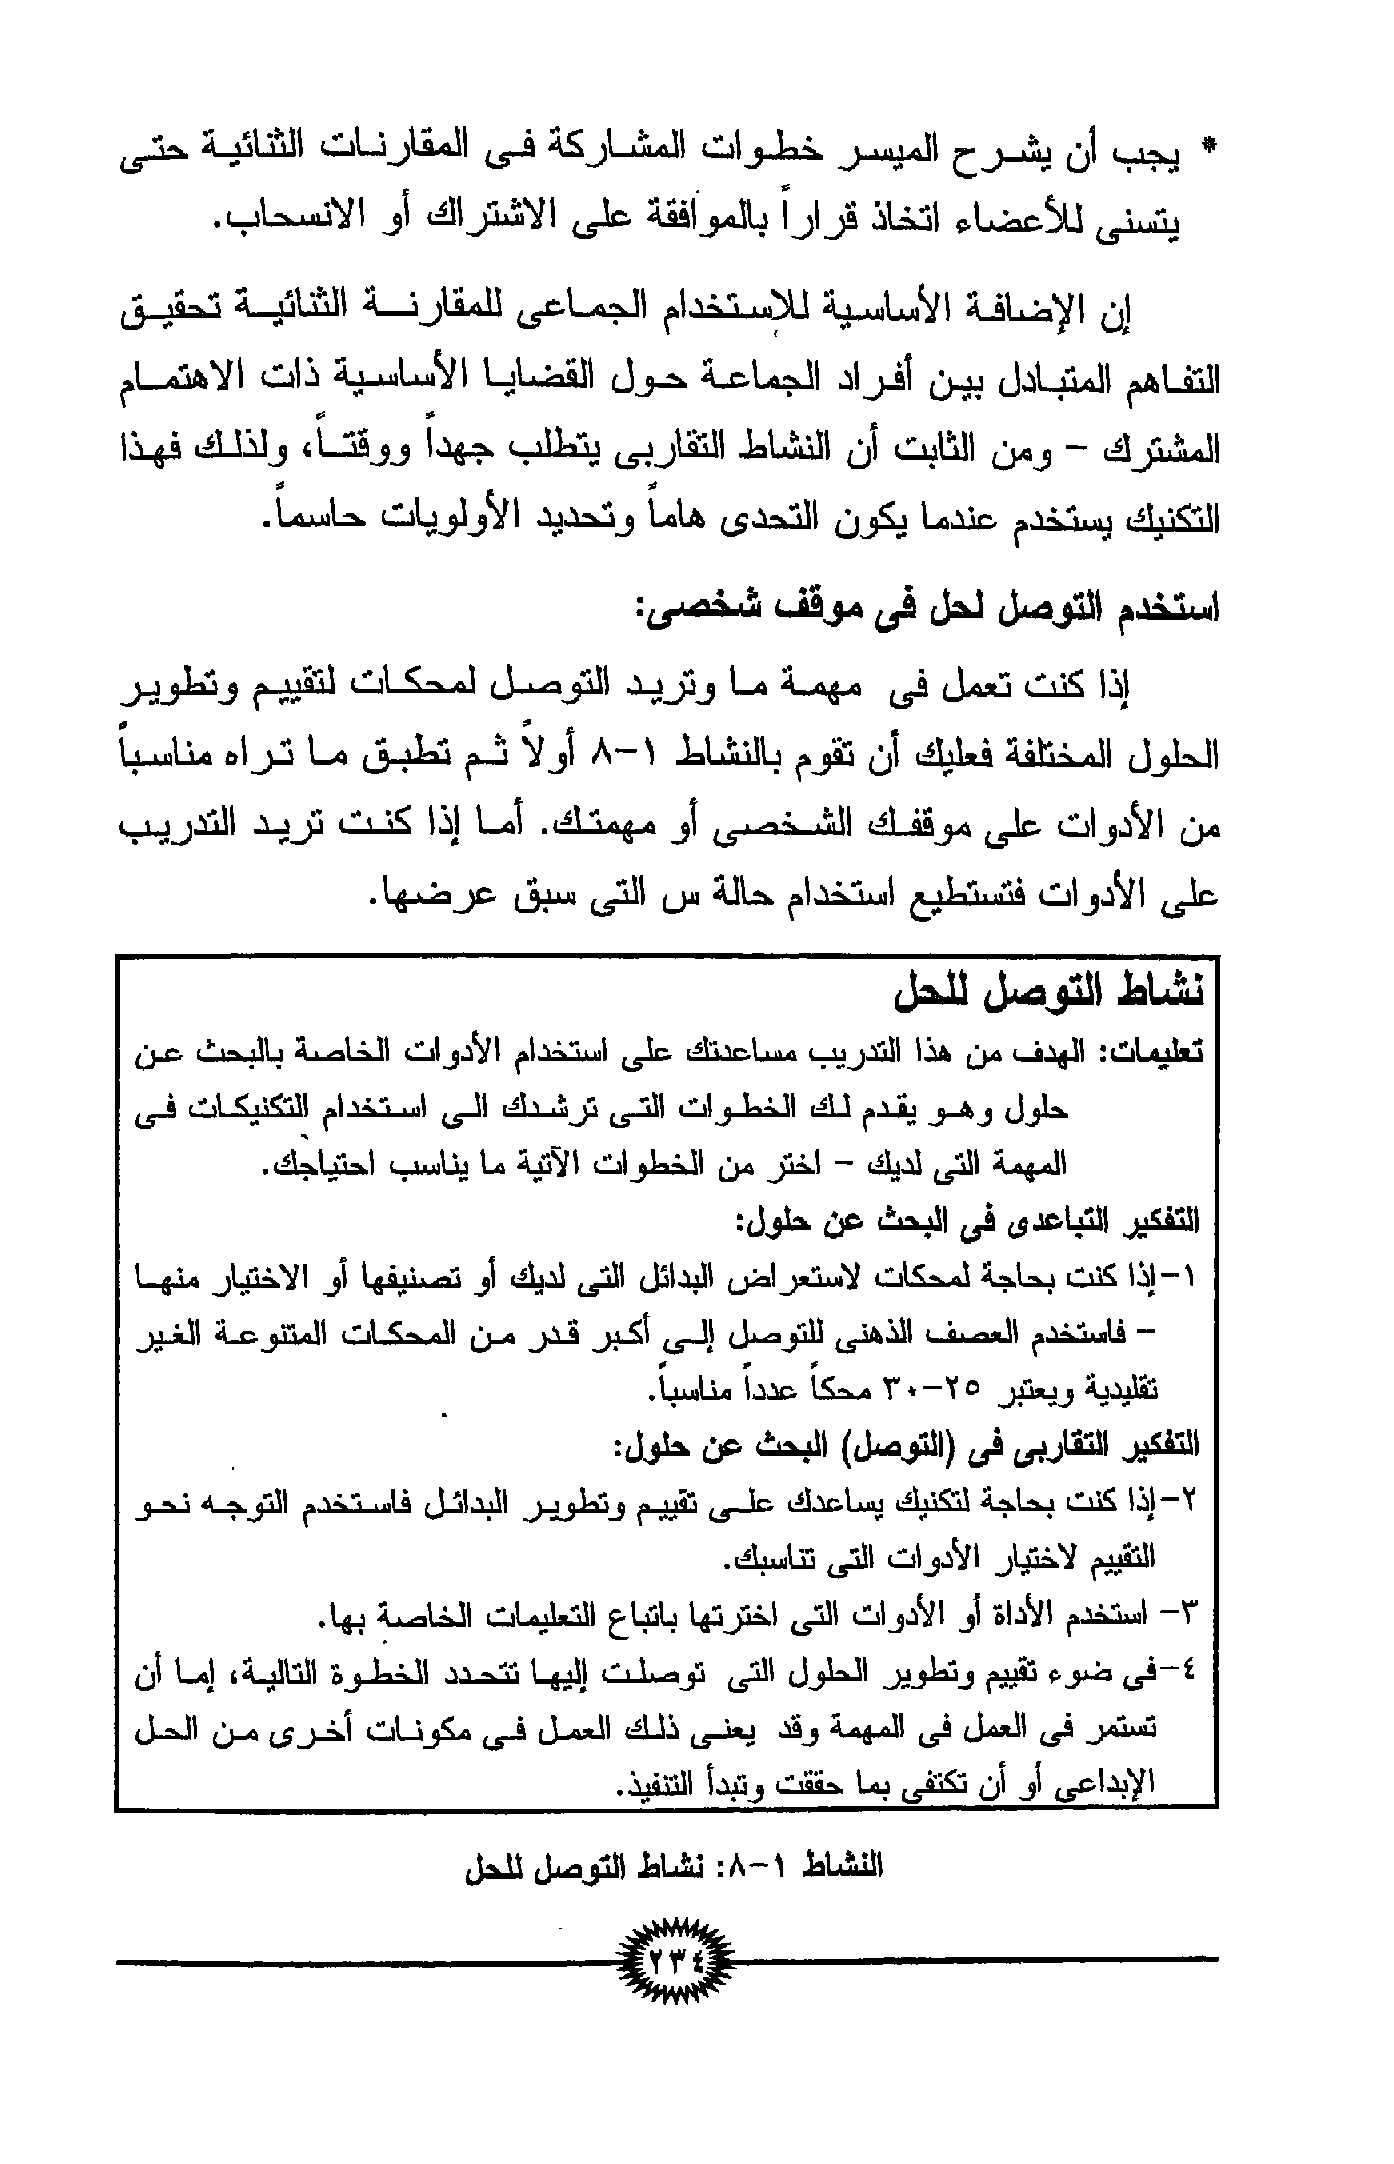 * يجب أن يشرح الميسر خطوات المشاركة فى المقارنات الثنائية حتى
يتسنى للأعضاء اتخاذ قراراً بالموافقة على الاشتراك أو الانسحاب.
إن الإضافة الأساسية للإستخدام الجماعى للمقارنة الثنائية تحقيق
التفاهم المتبادل بين أفراد الجماعة حول القضايا الأساسية ذات الاهتمام
المشترك - ومن الثابت أن النشاط التقاربى يتطلب جهداً ووقتاً، ولذلك فهذا
التكنيك يستخدم عندما يكون التحدى هاماً وتحديد الأولويات حاسماً.
استخدم التوصل لحل فى موقف شخصى:
إذا كنت تعمل فى مهمة ما وتريد التوصل لمحكات لتقييم وتطوير
الحلول المختلفة فعليك أن تقوم بالنشاط ١-٨ أولاً ثم تطبق ما تراه مناسباً
من الأدوات على موقفك الشخصى أو مهمتك. أما إذا كنت تريد التدريب
على الأدوات فتستطيع استخدام حالة س التى سبق عرضها.
نشاط التوصل للحل
تعليمات: الهدف من هذا التدريب مساعدتك على استخدام الأدوات الخاصة بالبحث عن
حلول وهو يقدم لك الخطوات التى ترشدك الى استخدام التكنيكات فى
المهمة التى لديك - اختر من الخطوات الآتية ما يناسب احتياجك.
التفكير التباعدى فى البحث عن حلول:
١-إذا كنت بحاجة لمحكات لاستعراض البدائل التى لديك أو تصنيفها أو الاختيار منها
- فاستخدم العصف الذهنى للتوصل إلى أكبر قدر من المحكات المتنوعة الغير
تقليدية ويعتبر ٢٥-٣٠ محكاً عدداً مناسباً.
التفكير التقاربى فى (التوصل) البحث عن حلول:
٢-إذا كنت بحاجة لتكنيك يساعدك على تقييم وتطوير البدائل فاستخدم التوجه نحو
التقييم لاختيار الأدوات التى تناسبك.
٣- استخدم الأداة أو الأدوات التى اخترتها باتباع التعليمات الخاصة بها.
٤-فى ضوء تقييم وتطوير الحلول التى توصلت إليها تتحدد الخطوة التالية، إما أن
تستمر فى العمل فى المهمة وقد يعنى ذلك العمل فى مكونات أخرى من الحل
الإبداعى أو أن تكتفى بما حققت وتبدأ التنفيذ.
النشاط ١-٨: نشاط التوصل للحل
٢٣٤